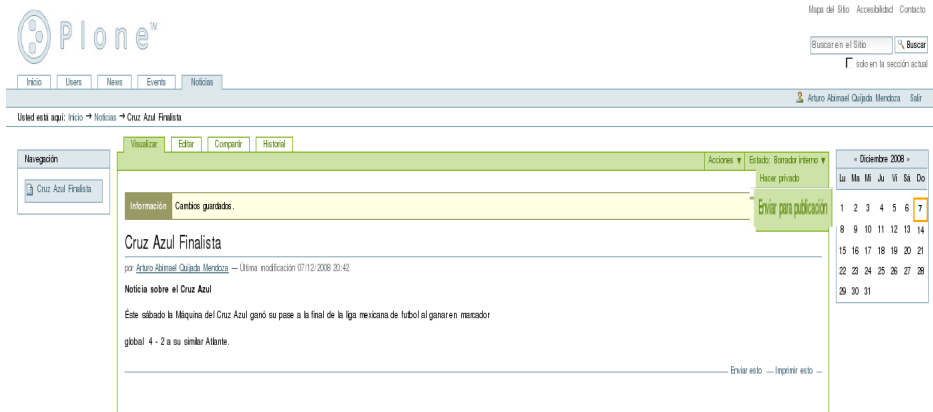 Mapa del Sitio Accesibilidad Contacto
Plone™
Buscar en el Sitio Buscar
solo en la sección actual
Inicio Users News Events Noticias
Arturo Abimael Quijada Mendoza Salir
Usted está aquí: Inicio → Noticias → Cruz Azul Finalista
Visualizar Editar Compartir Historial
Navegación
Cruz Azul Finalista
Acciones ▼ Estado: Borrador interno ▼
Hacer privado
Enviar para publicación
Información Cambios guardados.
Cruz Azul Finalista
por Arturo Abimael Quijada Mendoza — Última modificación 07/12/2008 20:42
Noticia sobre el Cruz Azul
Éste sábado la Máquina del Cruz Azul ganó su pase a la final de la liga mexicana de futbol al ganar en marcador
global 4 - 2 a su similar Atlante.
Enviar esto — Imprimir esto —
« Diciembre 2008 »
Lu Ma Mi Ju Vi Sá Do
1 2 3 4 5 6 7
8 9 10 11 12 13 14
15 16 17 18 19 20 21
22 23 24 25 26 27 28
29 30 31